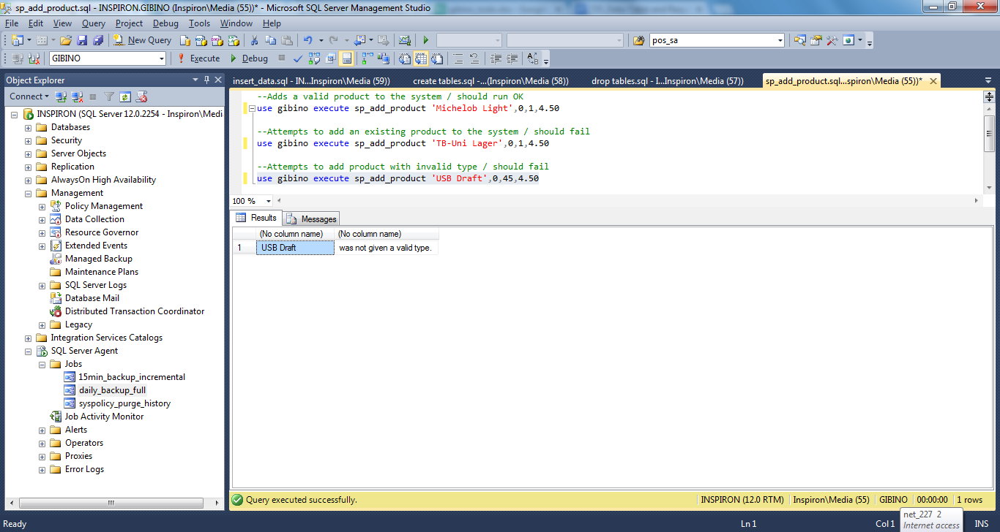 sp_add_product.sql - INSPIRON.GIBINO (Inspiron\Media (55))* - Microsoft SQL Server Management Studio
File Edit View Query Project Debug Tools Window Help
New Query pos_sa
GIBINO Execute Debug
Object Explorer
Connect
INSPIRON (SQL Server 12.0.2254 - Inspiron\Medi
Databases
Security
Server Objects
Replication
AlwaysOn High Availability
Management
Policy Management
Data Collection
Resource Governor
Extended Events
Managed Backup
Maintenance Plans
SQL Server Logs
Database Mail
Distributed Transaction Coordinator
Legacy
Integration Services Catalogs
SQL Server Agent
Jobs
15min_backup_incremental
daily_backup_full
syspolicy_purge_history
Job Activity Monitor
Alerts
Operators
Proxies
Error Logs
insert_data.sql - IN...Inspiron\Media (59)) create tables.sql -...(Inspiron\Media (58)) drop tables.sql - I...Inspiron\Media (57)) sp_add_product.sql...spiron\Media (55))*
--Adds a valid product to the system / should run OK
use gibino execute sp_add_product 'Michelob Light',0,1,4.50
--Attempts to add an existing product to the system / should fail
use gibino execute sp_add_product 'TB-Uni Lager',0,1,4.50
--Attempts to add product with invalid type / should fail
use gibino execute sp_add_product 'USB Draft',0,45,4.50
100 %
Results Messages
(No column name) (No column name)
1 USB Draft was not given a valid type.
Query executed successfully. INSPIRON (12.0 RTM) Inspiron\Media (55) GIBINO 00:00:00 1 rows
Ready Ln 1 Col 1 INS
net_227 2
Internet access